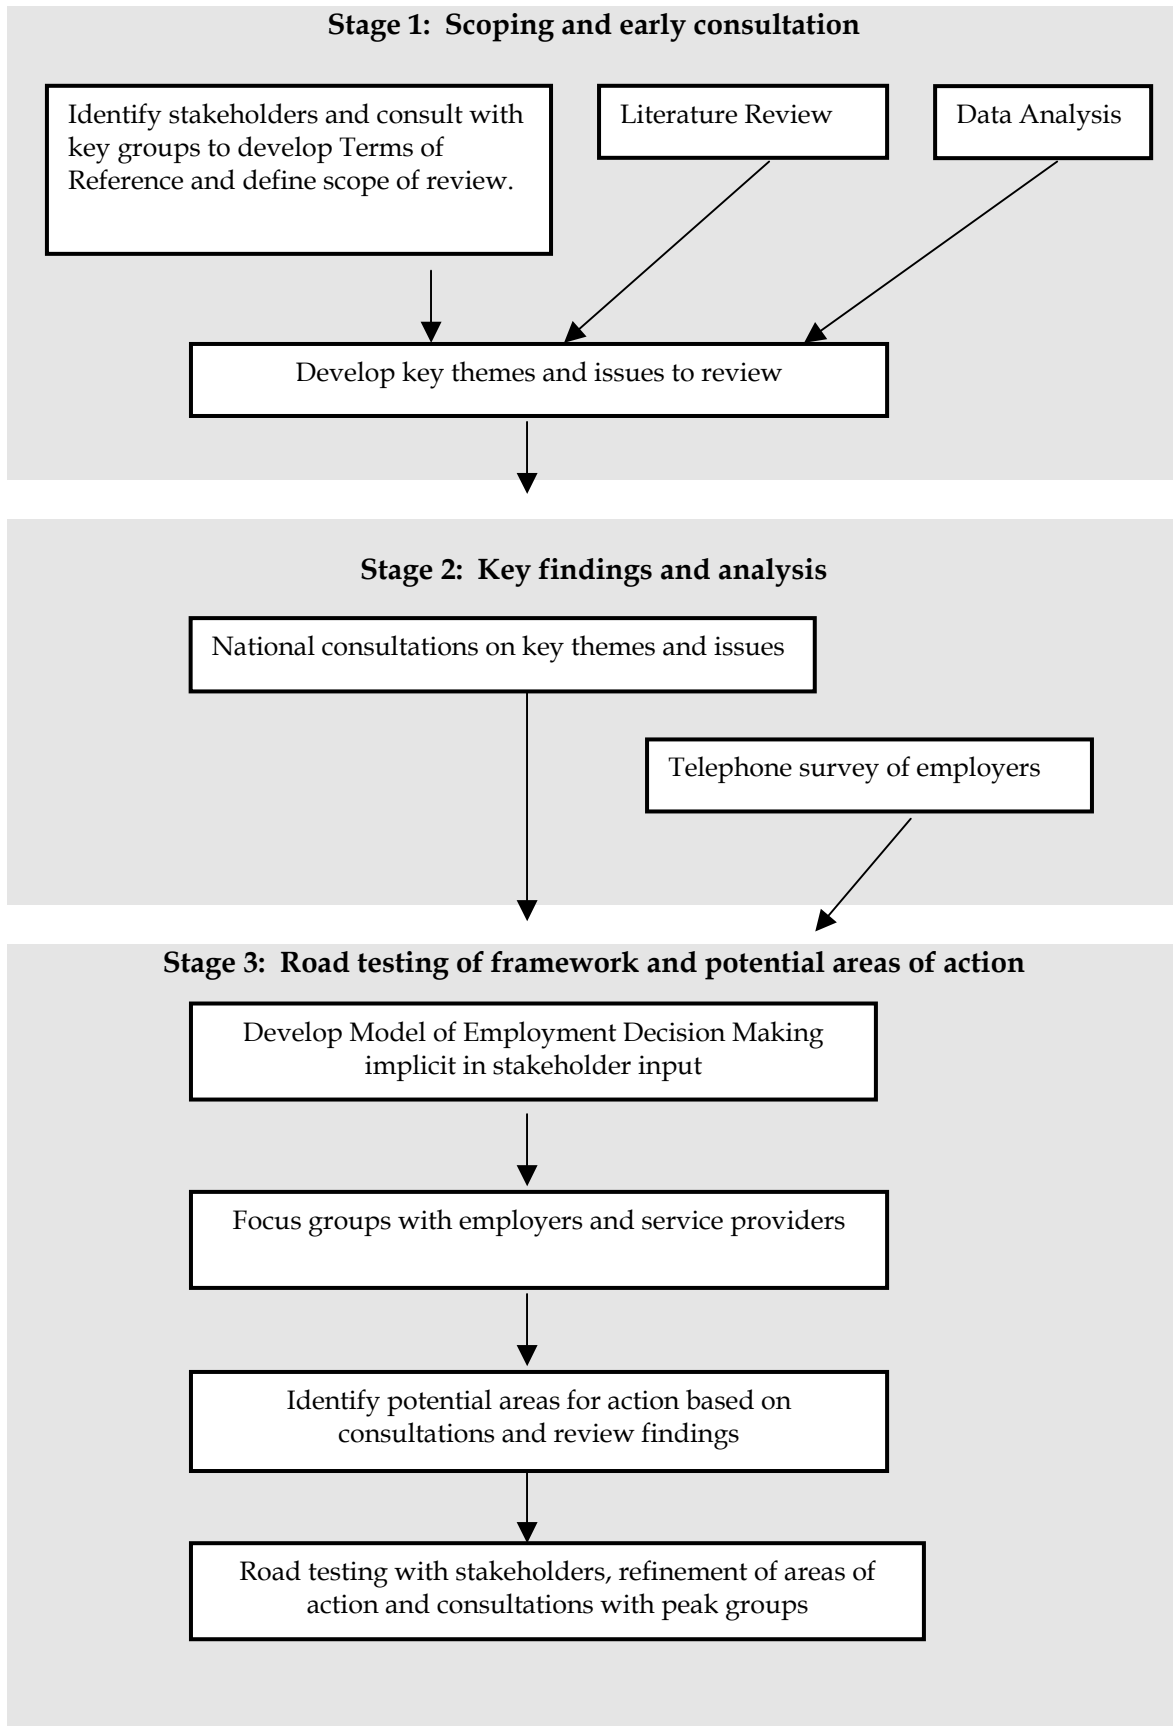 Stage 1: Scoping and early consultation
Identify stakeholders and consult with
key groups to develop Terms of
Reference and define scope of review.
Literature Review
Data Analysis
Develop key themes and issues to review
Stage 2: Key findings and analysis
National consultations on key themes and issues
Telephone survey of employers
Stage 3: Road testing of framework and potential areas of action
Develop Model of Employment Decision Making
implicit in stakeholder input
Focus groups with employers and service providers
Identify potential areas for action based on
consultations and review findings
Road testing with stakeholders, refinement of areas of
action and consultations with peak groups